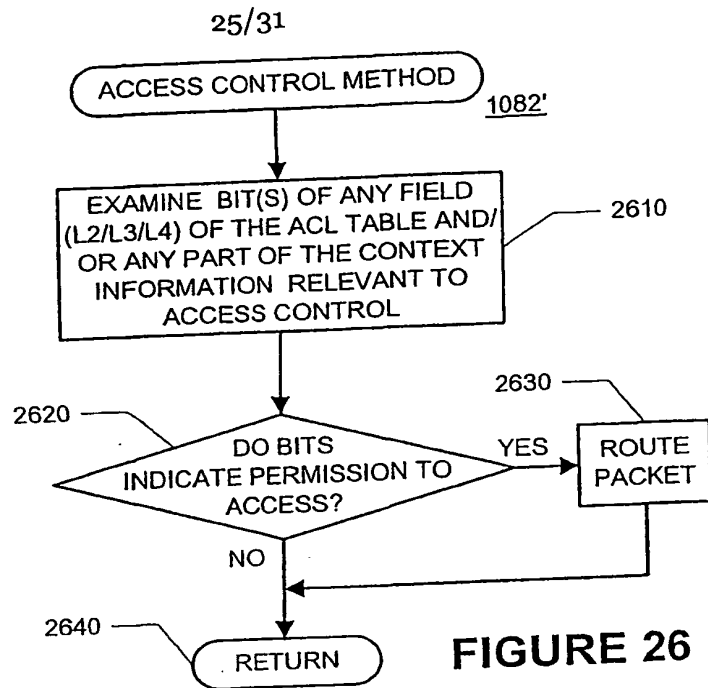 25/31
ACCESS CONTROL METHOD
1082'
EXAMINE BIT(S) OF ANY FIELD
(L2/L3/L4) OF THE ACL TABLE AND/
OR ANY PART OF THE CONTEXT
INFORMATION RELEVANT TO
ACCESS CONTROL
2610
2620
DO BITS
INDICATE PERMISSION TO
ACCESS?
YES
2630
ROUTE
PACKET
NO
2640
RETURN
FIGURE 26